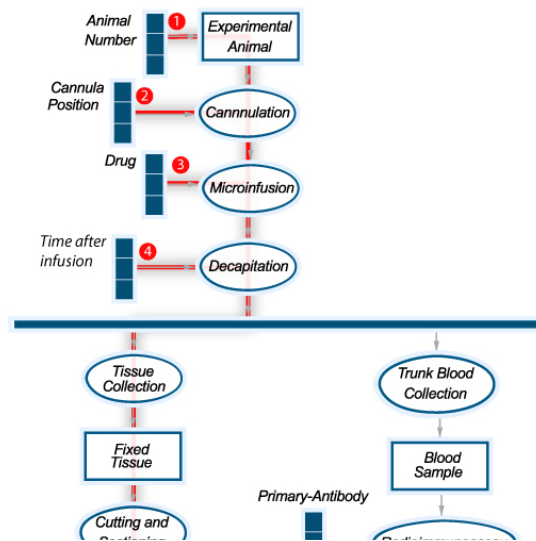 Animal
Number
1
Experimental
Animal
Cannula
Position
2
Cannnulation
Drug
3
Microinfusion
Time after
infusion
4
Decapitation
Tissue
Collection
Trunk Blood
Collection
Fixed
Tissue
Blood
Sample
Primary-Antibody
Cutting and